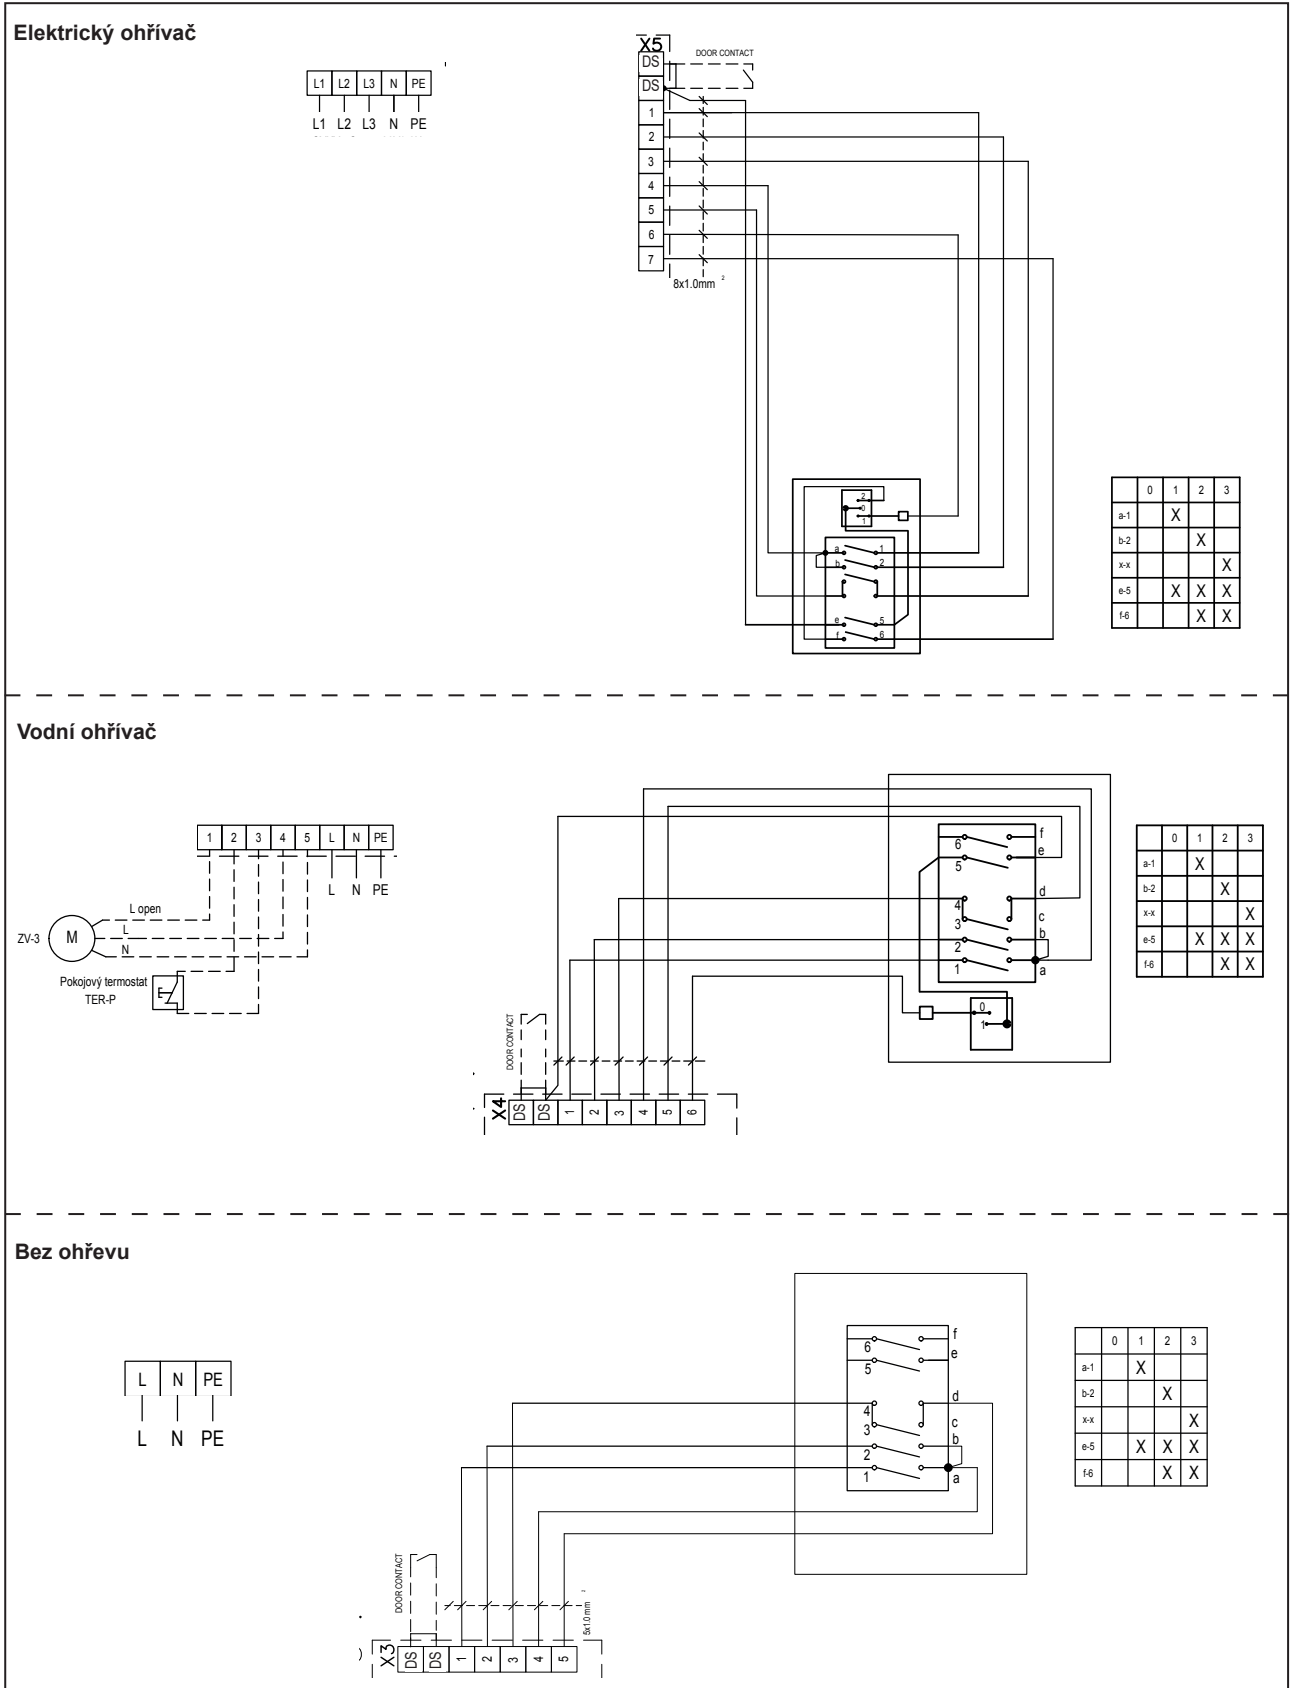 Elektrický ohřívač
L1 L2 L3 N PE
L1 L2 L3 N PE
X5
DOOR CONTACT
DS
DS
1
2
3
4
5
6
7
8x1.0mm 2
2
0
1
a 1
b 2
e 5
f 6
0 1 2 3
a-1 X
b-2 X
x-x X
e-5 X X X
f-6 X X
Vodní ohřívač
1 2 3 4 5 L N PE
L N PE
L open
L
N
ZV-3 M
Pokojový termostat
TER-P
6 f
5 e
4 d
3 c
2 b
1 a
0
1
DOOR CONTACT
X4 DS DS 1 2 3 4 5 6
0 1 2 3
a-1 X
b-2 X
x-x X
e-5 X X X
f-6 X X
Bez ohřevu
L N PE
L N PE
6 f
5 e
4 d
3 c
2 b
1 a
DOOR CONTACT
5x1.0 mm 2
X3 DS DS 1 2 3 4 5
0 1 2 3
a-1 X
b-2 X
x-x X
e-5 X X X
f-6 X X